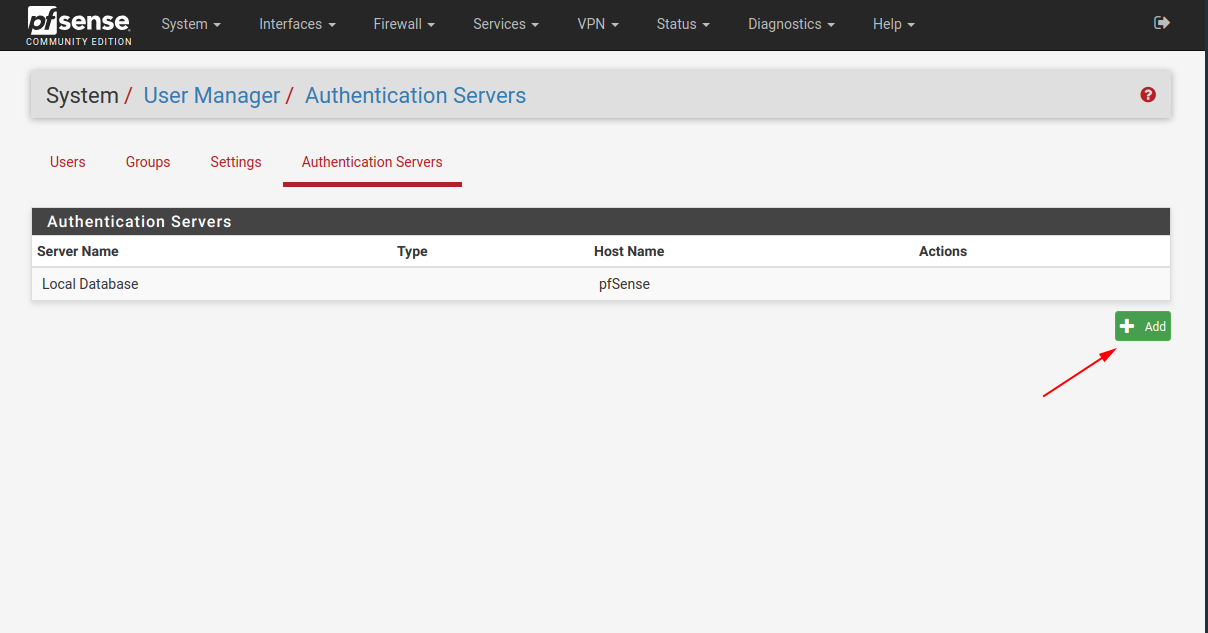 pfsense
COMMUNITY EDITION
System Interfaces Firewall Services VPN Status Diagnostics Help
System / User Manager / Authentication Servers
Users Groups Settings Authentication Servers
Authentication Servers
Server Name Type Host Name Actions
Local Database pfSense
Add